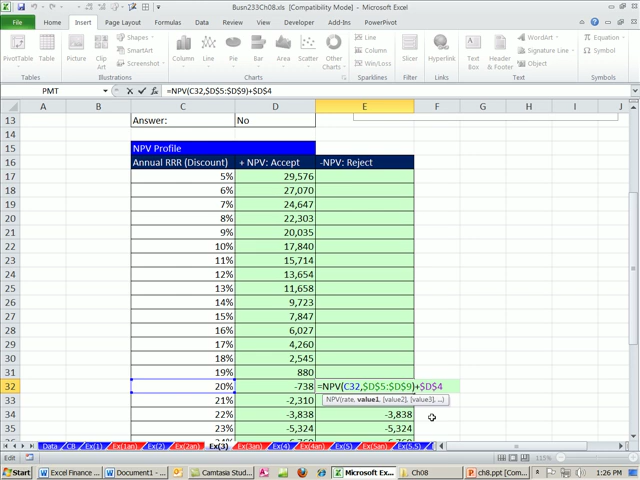 Busn233Ch08.xls [Compatibility Mode] - Microsoft Excel
File Home Insert Page Layout Formulas Data Review View Developer Add-Ins PowerPivot
PivotTable Table Picture Clip Art Shapes SmartArt Screenshot Column Line Pie Bar Area Scatter Other Charts Line Column Win/Loss Slicer Hyperlink Text Box Header & Footer WordArt Signature Line Object Equation Symbol
Tables Illustrations Charts Sparklines Filter Links Text Symbols
PMT fx =NPV(C32,$D$5:$D$9)+$D$4
A B C D E F G H I J
13 Answer: No
14
15 NPV Profile
16 Annual RRR (Discount) + NPV: Accept -NPV: Reject
17 5% 29,576
18 6% 27,070
19 7% 24,647
20 8% 22,303
21 9% 20,035
22 10% 17,840
23 11% 15,714
24 12% 13,654
25 13% 11,658
26 14% 9,723
27 15% 7,847
28 16% 6,027
29 17% 4,260
30 18% 2,545
31 19% 880
32 20% -738 =NPV(C32,$D$5:$D$9)+$D$4
NPV(rate, value1, [value2], [value3], ...)
33 21% -2,310
34 22% -3,838 -3,838
35 23% -5,324 -5,324
Data CB Ex(1) Ex(1an) Ex(2) Ex(2an) Ex(3) Ex(3an) Ex(4) Ex(4an) Ex(5) Ex(5an) Ex(5.5)
Edit 115%
Start Excel Finance ... Document1 - ... Camtasia Stud... Microsoft Ex... Ch08 ch8.ppt [Com... 1:26 PM